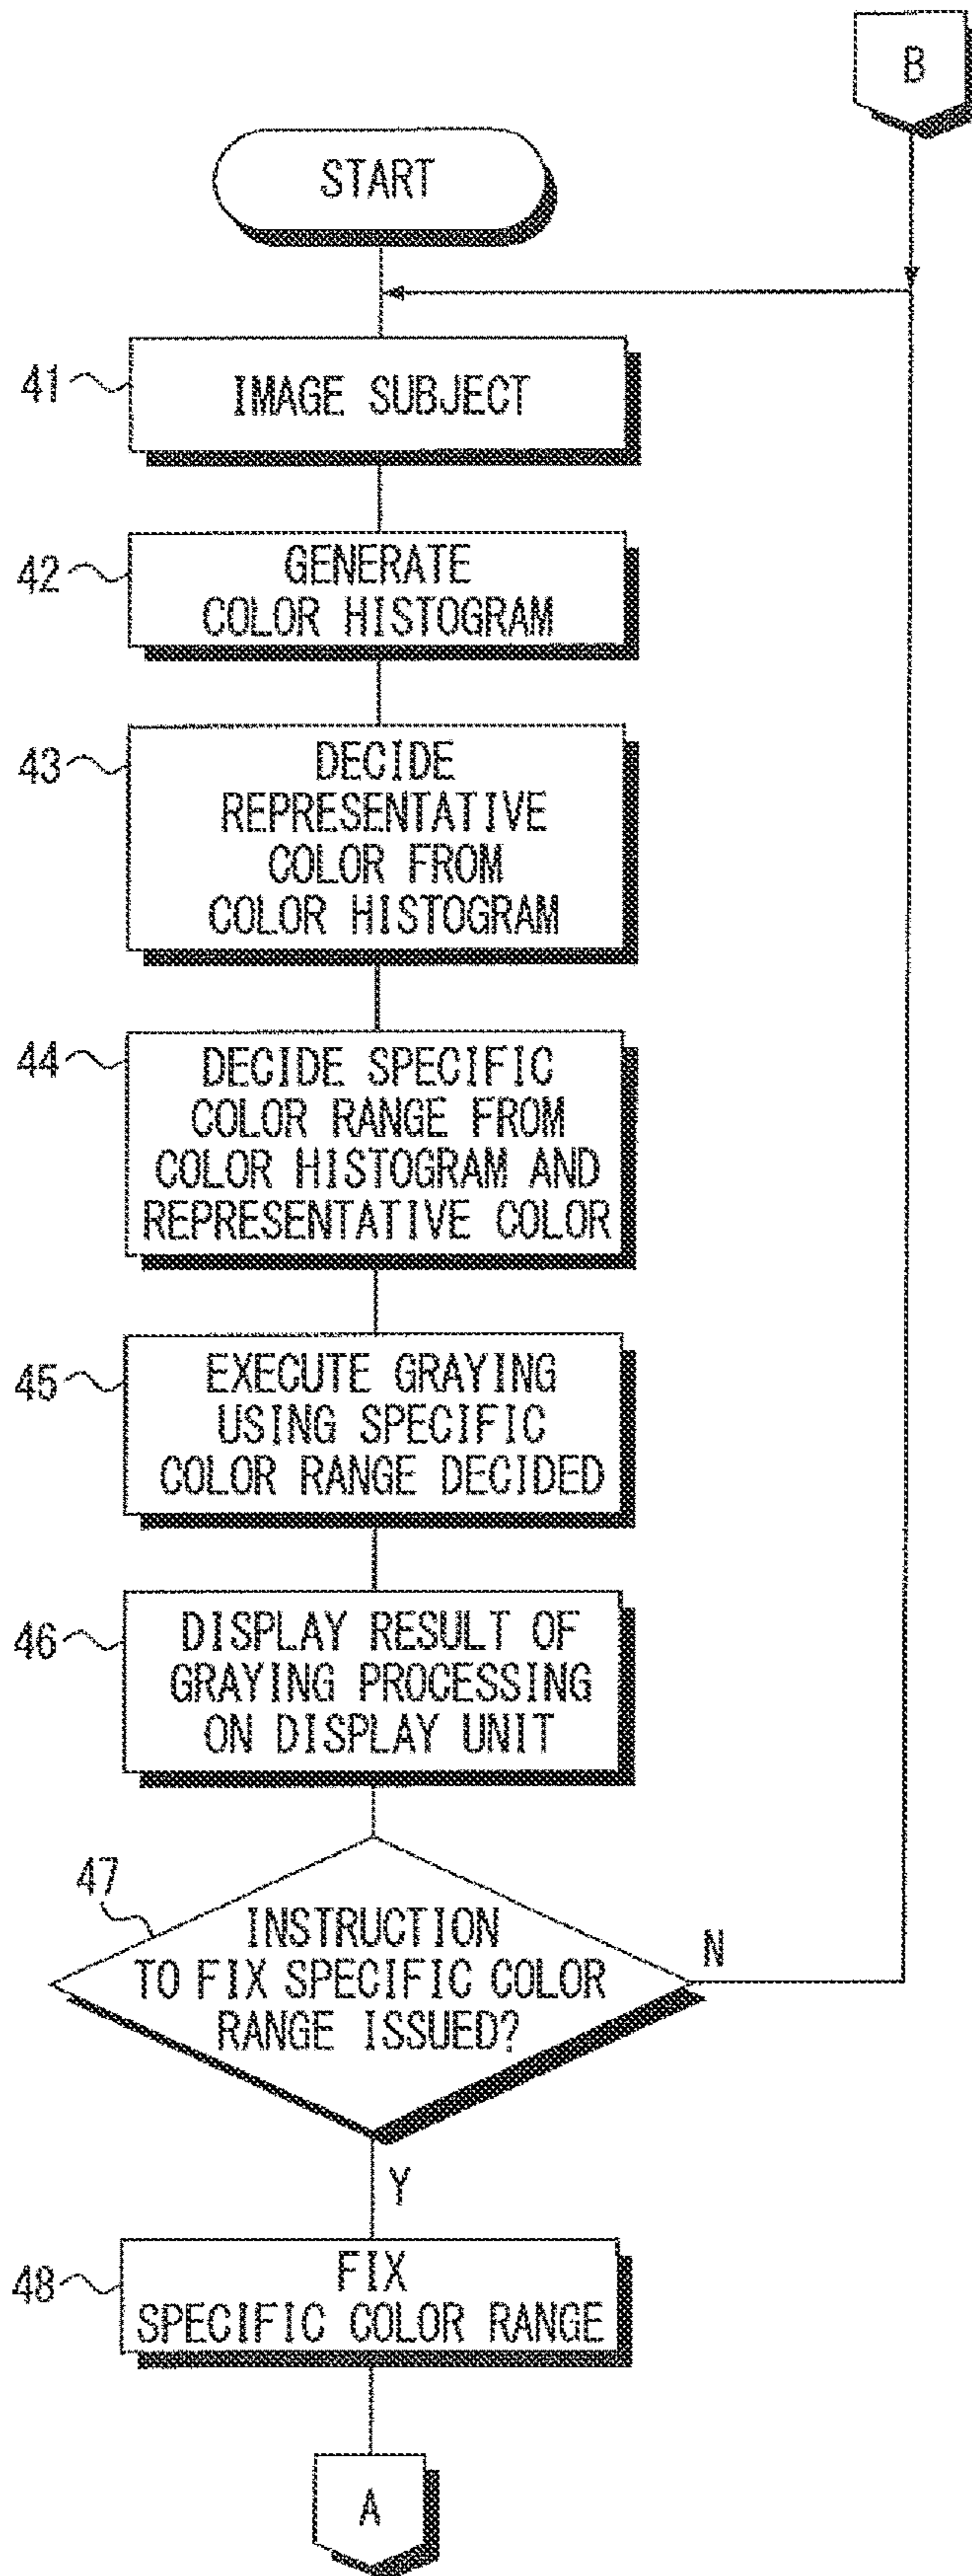 B
START
41
IMAGE SUBJECT
42
GENERATE
COLOR HISTOGRAM
43
DECIDE
REPRESENTATIVE
COLOR FROM
COLOR HISTOGRAM
44
DECIDE SPECIFIC
COLOR RANGE FROM
COLOR HISTOGRAM AND
REPRESENTATIVE COLOR
45
EXECUTE GRAYING
USING SPECIFIC
COLOR RANGE DECIDED
46
DISPLAY RESULT OF
GRAYING PROCESSING
ON DISPLAY UNIT
47
INSTRUCTION
TO FIX SPECIFIC COLOR
RANGE ISSUED?
N
Y
48
FIX
SPECIFIC COLOR RANGE
A